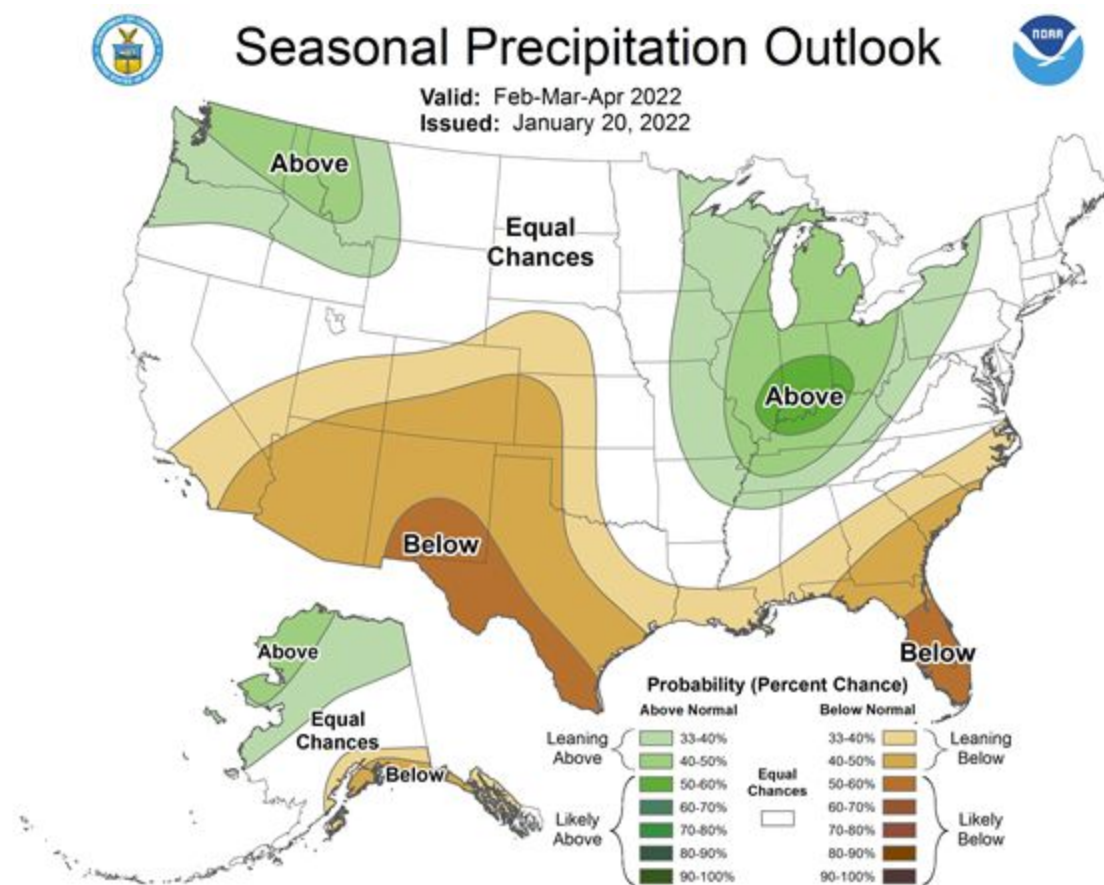 Seasonal Precipitation Outlook
NOAA
Valid: Feb-Mar-Apr 2022
Issued: January 20, 2022
Above
Equal
Chances
Above
Below
Below
Above
Equal
Chances
Below
Probability (Percent Chance)
Above Normal
Below Normal
Leaning
Above
33-40%
40-50%
Likely
Above
50-60%
60-70%
70-80%
80-90%
90-100%
Equal
Chances
33-40%
40-50%
Leaning
Below
50-60%
60-70%
70-80%
80-90%
90-100%
Likely
Below